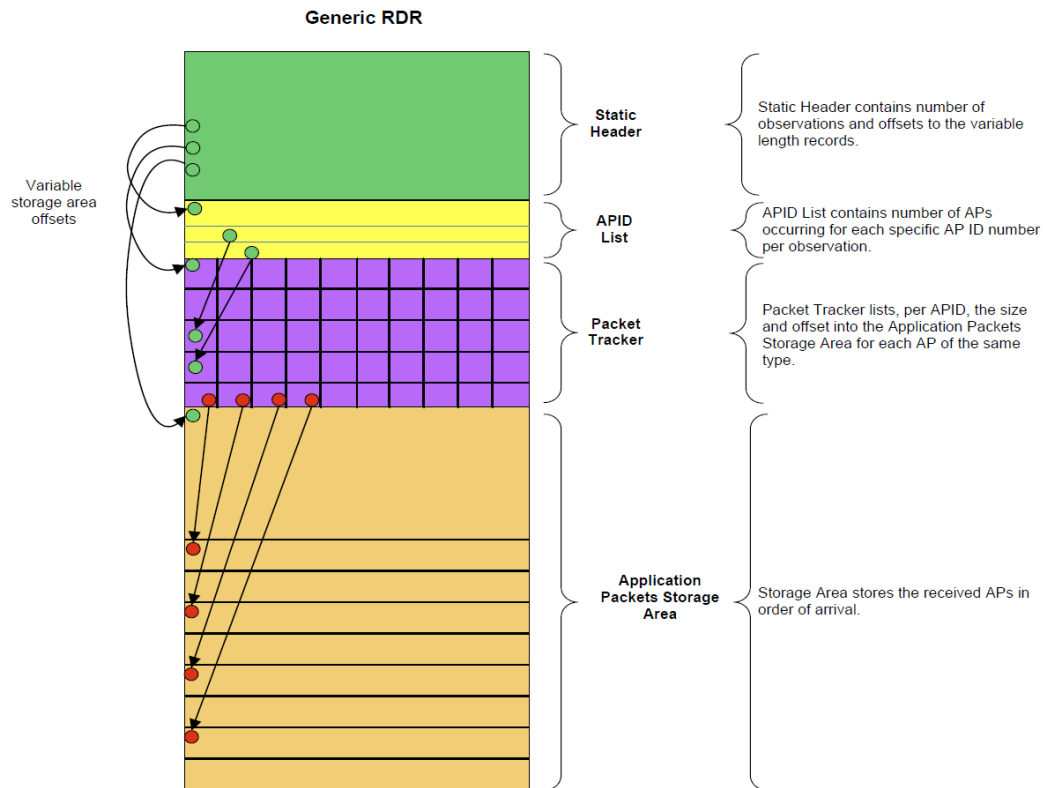 Generic RDR
Variable
storage area
offsets
Static
Header
Static Header contains number of
observations and offsets to the variable
length records.
APID
List
APID List contains number of APs
occurring for each specific AP ID number
per observation.
Packet
Tracker
Packet Tracker lists, per APID, the size
and offset into the Application Packets
Storage Area for each AP of the same
type.
Application
Packets Storage
Area
Storage Area stores the received APs in
order of arrival.